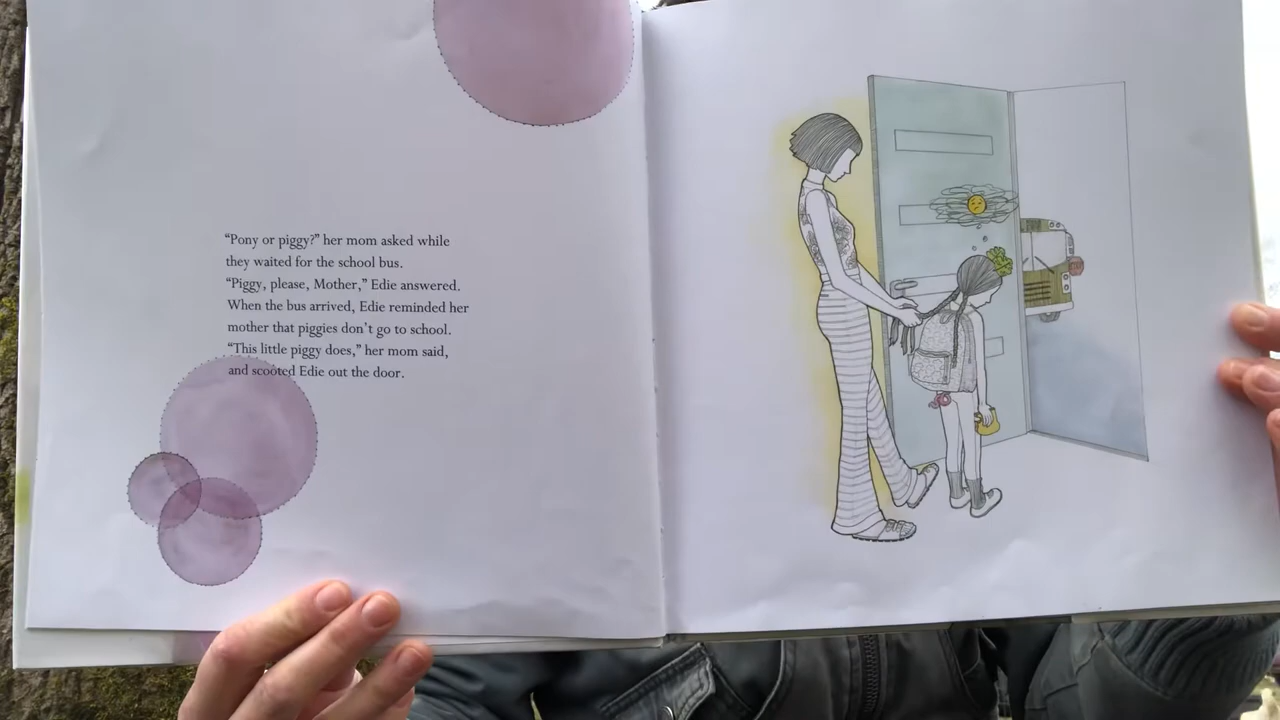 “Pony or piggy?” her mom asked while
they waited for the school bus.
“Piggy, please, Mother,” Edie answered.
When the bus arrived, Edie reminded her
mother that piggies don’t go to school.
“This little piggy does,” her mom said,
and scooted Edie out the door.